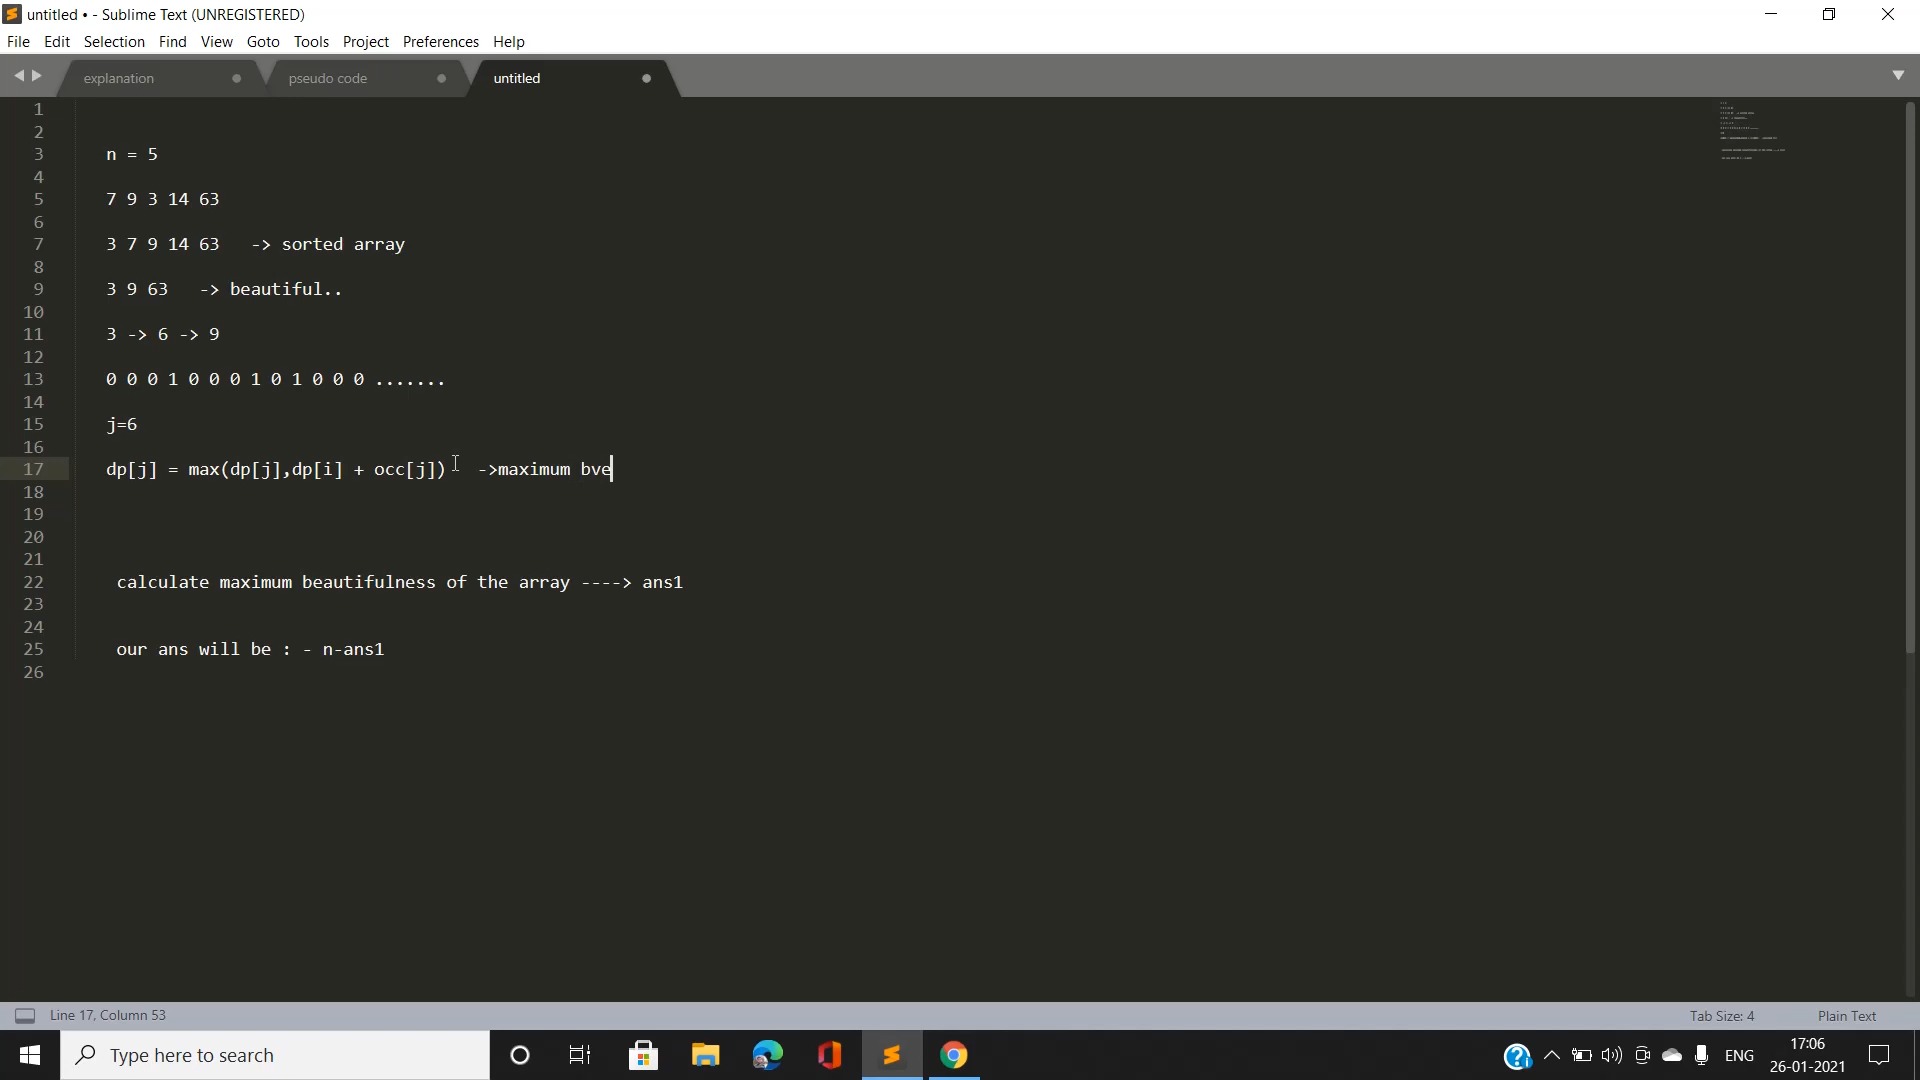 untitled • - Sublime Text (UNREGISTERED)
File Edit Selection Find View Goto Tools Project Preferences Help
explanation pseudo code untitled
1
2
3 n = 5
4
5 7 9 3 14 63
6
7 3 7 9 14 63 -> sorted array
8
9 3 9 63 -> beautiful..
10
11 3 -> 6 -> 9
12
13 0 0 0 1 0 0 0 1 0 1 0 0 0 .......
14
15 j=6
16
17 dp[j] = max(dp[j],dp[i] + occ[j]) ->maximum bve
18
19
20
21
22 calculate maximum beautifulness of the array ----> ans1
23
24
25 our ans will be : - n-ans1
26
Line 17, Column 53 Tab Size: 4 Plain Text
Type here to search ENG 17:06
26-01-2021